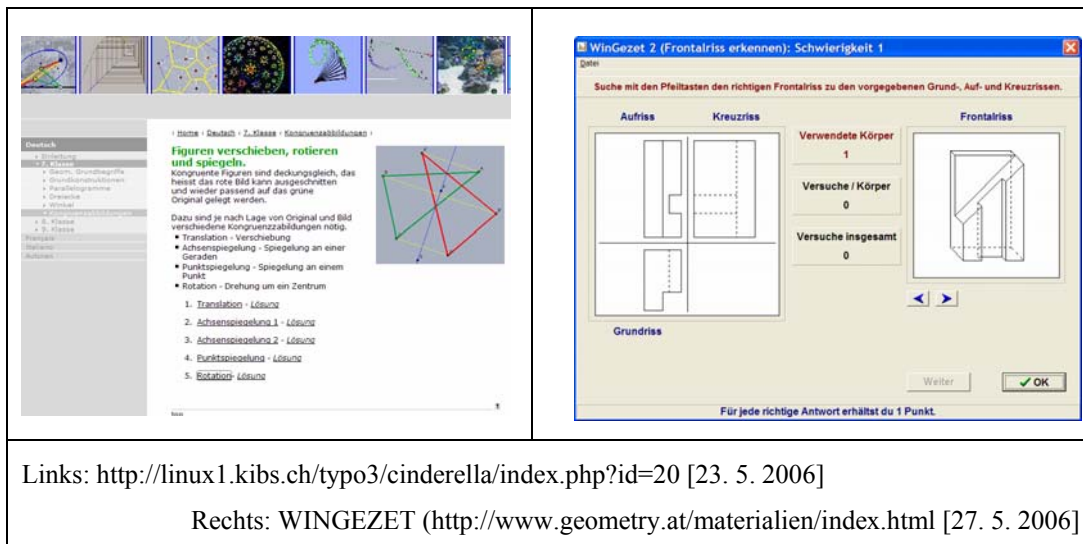 ‹ Home ‹ Deutsch ‹ 7. Klasse ‹ Kongruenzabbildungen ‹
Deutsch
› Einleitung
7. Klasse
› Geom. Grundbegriffe
› Grundkonstruktionen
› Parallelogramme
› Dreiecke
› Winkel
› Kongruenzabbildungen
› 8. Klasse
› 9. Klasse
Français
Italiano
Autoren
Figuren verschieben, rotieren
und spiegeln.
Kongruente Figuren sind deckungsgleich, das
heisst das rote Bild kann ausgeschnitten
und wieder passend auf das grüne
Original gelegt werden.
Dazu sind je nach Lage von Original und Bild
verschiedene Kongruenzzabildungen nötig.
▪ Translation - Verschiebung
▪ Achsenspiegelung - Spiegelung an einer
Geraden
▪ Punktspiegelung - Spiegelung an einem
Punkt
▪ Rotation - Drehung um ein Zentrum
1. Translation - Lösung
2. Achsenspiegelung 1 - Lösung
3. Achsenspiegelung 2 - Lösung
4. Punktspiegelung - Lösung
5. Rotation- Lösung
WinGezet 2 (Frontalriss erkennen): Schwierigkeit 1
Datei
Suche mit den Pfeiltasten den richtigen Frontalriss zu den vorgegebenen Grund-, Auf- und Kreuzrissen.
Aufriss Kreuzriss
Frontalriss
Verwendete Körper
1
Versuche / Körper
0
Versuche insgesamt
0
Grundriss
Weiter
OK
Für jede richtige Antwort erhältst du 1 Punkt.
Links: http://linux1.kibs.ch/typo3/cinderella/index.php?id=20 [23. 5. 2006]
Rechts: WINGEZET (http://www.geometry.at/materialien/index.html [27. 5. 2006]